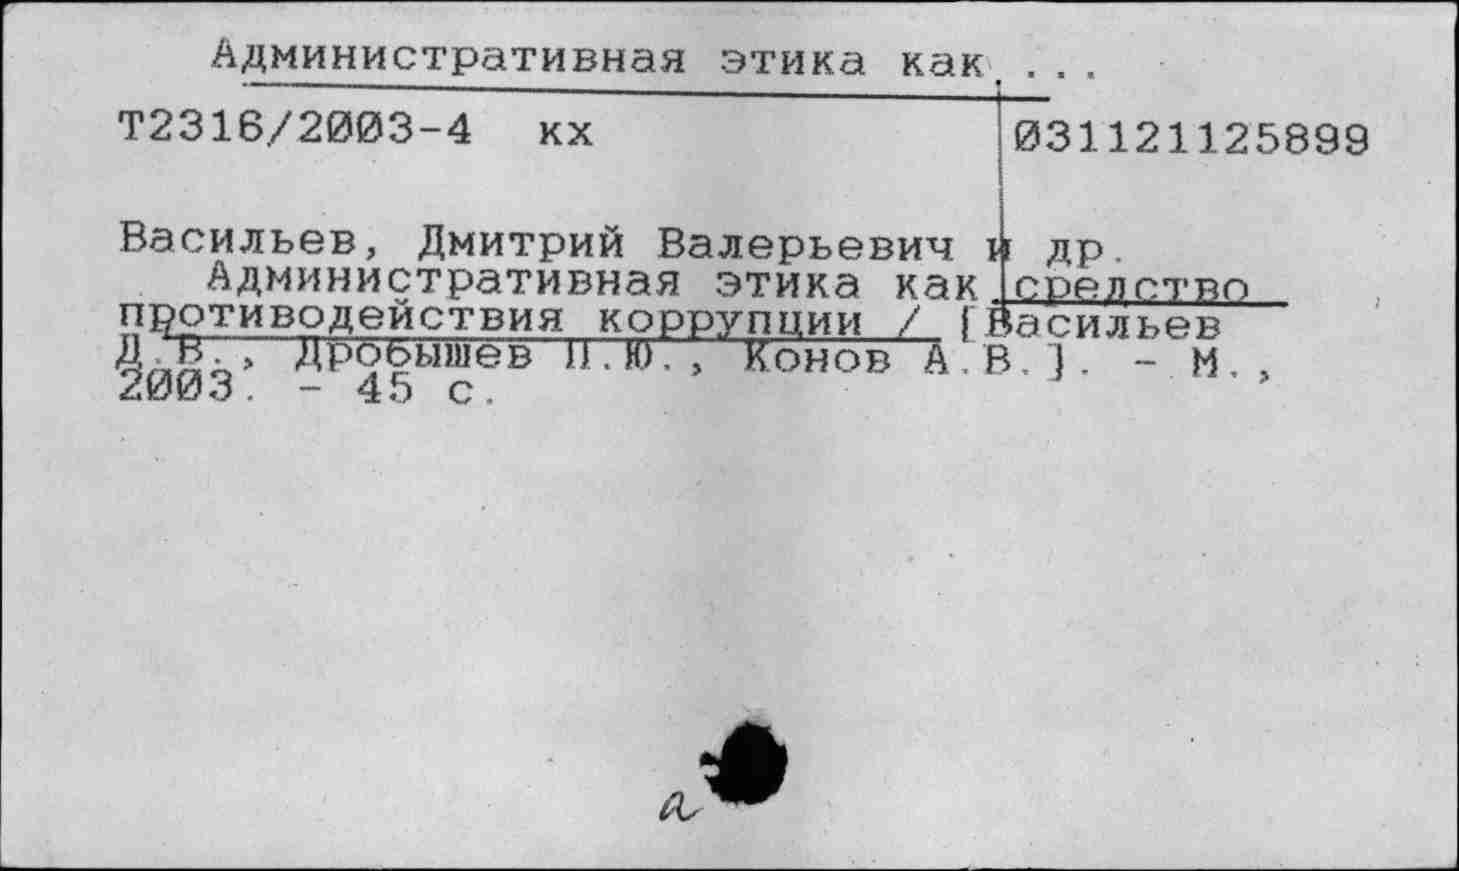 Административная этика как ...
Т2316/2003-4 кх 031121125899
Васильев, Дмитрий Валерьевич и др.
Административная этика как средство
противодействия коррупции / [Васильев
Д.В., Дробышев П.Ю., Конов А.В.]. - М.,
2003. - 45 с.